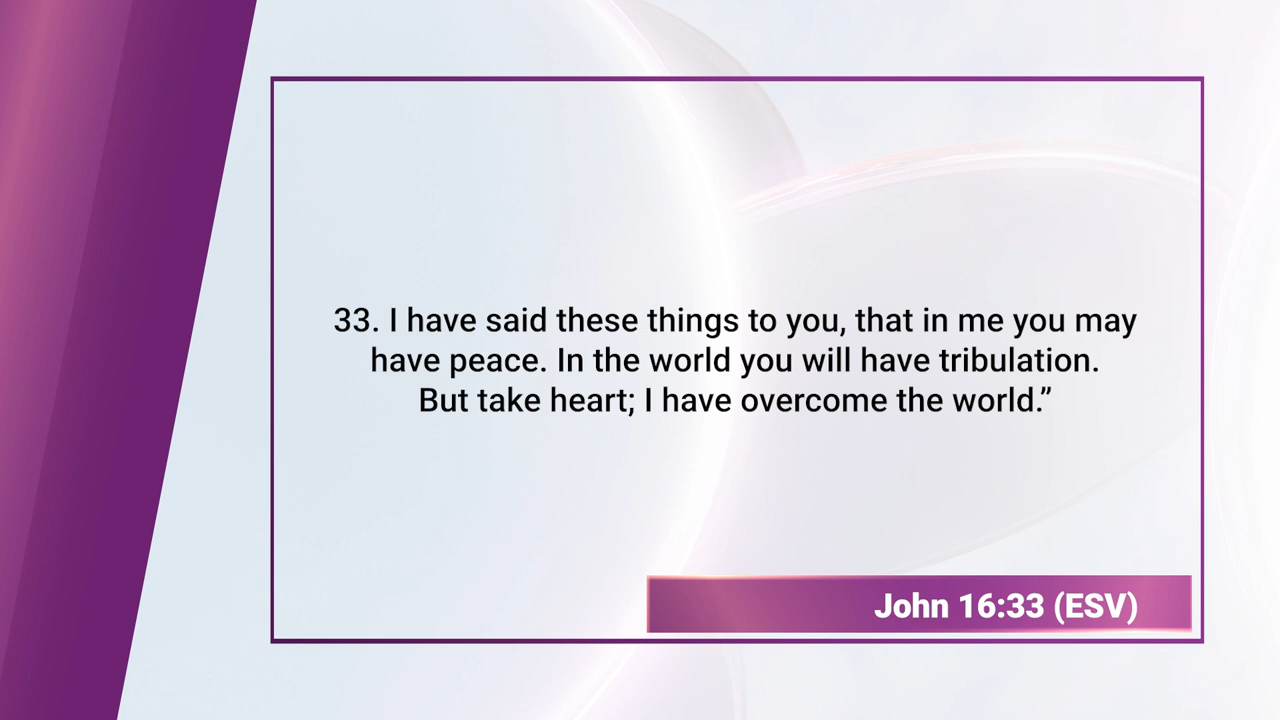 33. I have said these things to you, that in me you may
have peace. In the world you will have tribulation.
But take heart; I have overcome the world.”
John 16:33 (ESV)